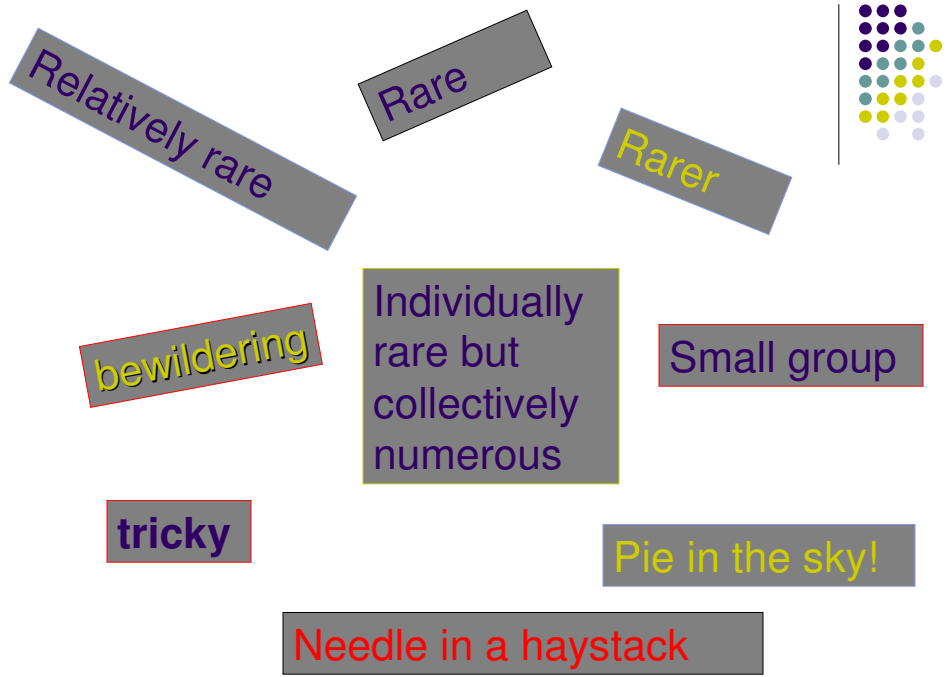 Relatively rare
Rare
Rarer
bewildering
Individually
rare but
collectively
numerous
Small group
tricky
Pie in the sky!
Needle in a haystack